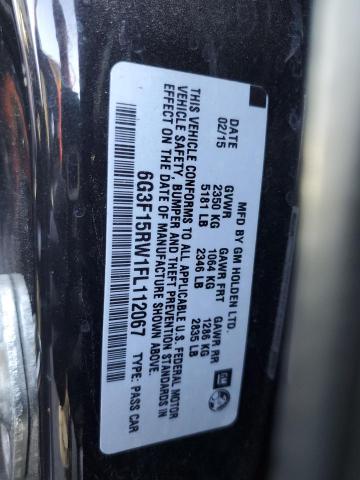 MFD BY GM HOLDEN LTD.
DATE GVWR GAWR FRT GAWR RR
02/15 2350 KG 1064 KG 1286 KG
5181 LB 2346 LB 2835 LB
THIS VEHICLE CONFORMS TO ALL APPLICABLE U.S. FEDERAL MOTOR
VEHICLE SAFETY, BUMPER AND THEFT PREVENTION STANDARDS IN
EFFECT ON THE DATE OF MANUFACTURE SHOWN ABOVE.
6G3F15RW1FL112067 TYPE: PASS CAR
GM